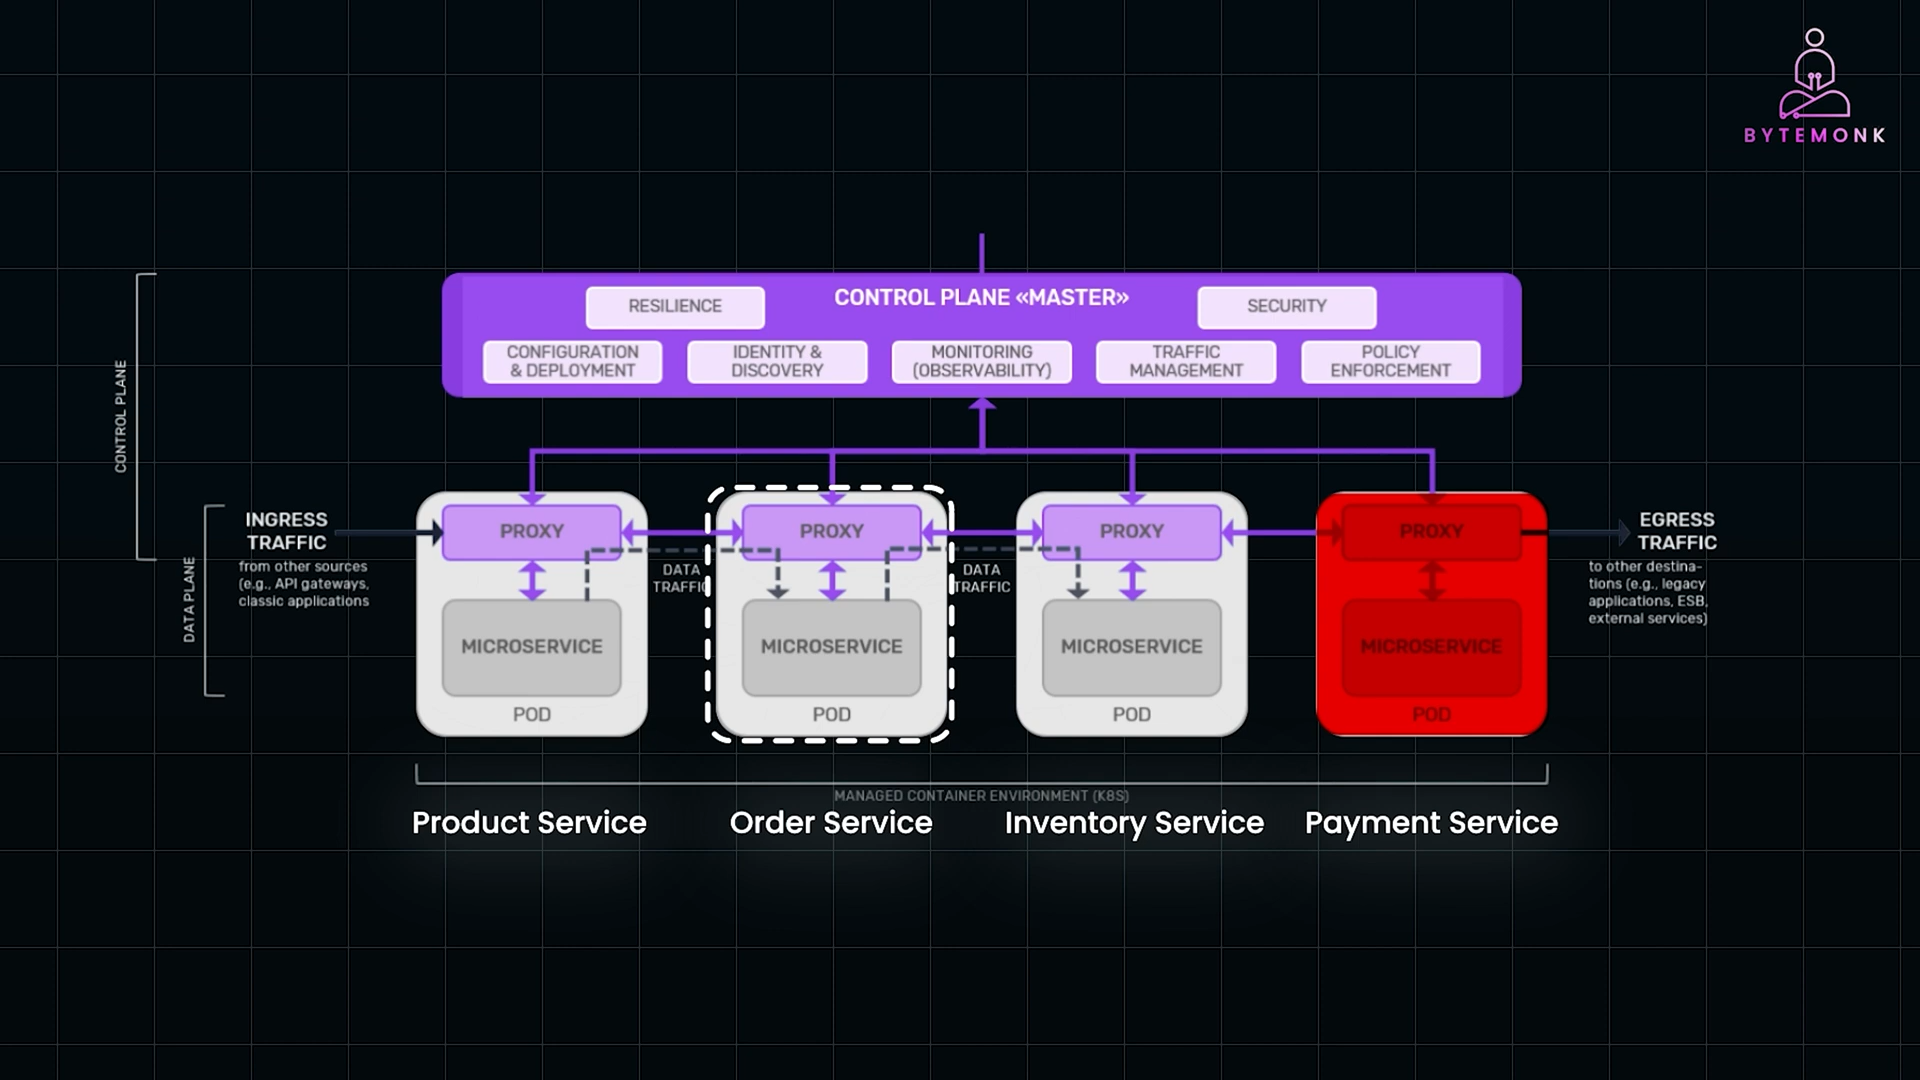 BYTEMONK
CONTROL PLANE «MASTER»
RESILIENCE
SECURITY
CONFIGURATION
& DEPLOYMENT
IDENTITY &
DISCOVERY
MONITORING
(OBSERVABILITY)
TRAFFIC
MANAGEMENT
POLICY
ENFORCEMENT
CONTROL PLANE
DATA PLANE
INGRESS
TRAFFIC
from other sources
(e.g., API gateways,
classic applications
PROXY
MICROSERVICE
POD
DATA
TRAFFIC
PROXY
MICROSERVICE
POD
DATA
TRAFFIC
PROXY
MICROSERVICE
POD
PROXY
MICROSERVICE
POD
EGRESS
TRAFFIC
to other destina-
tions (e.g., legacy
applications, ESB,
external services)
MANAGED CONTAINER ENVIRONMENT (K8S)
Product Service
Order Service
Inventory Service
Payment Service